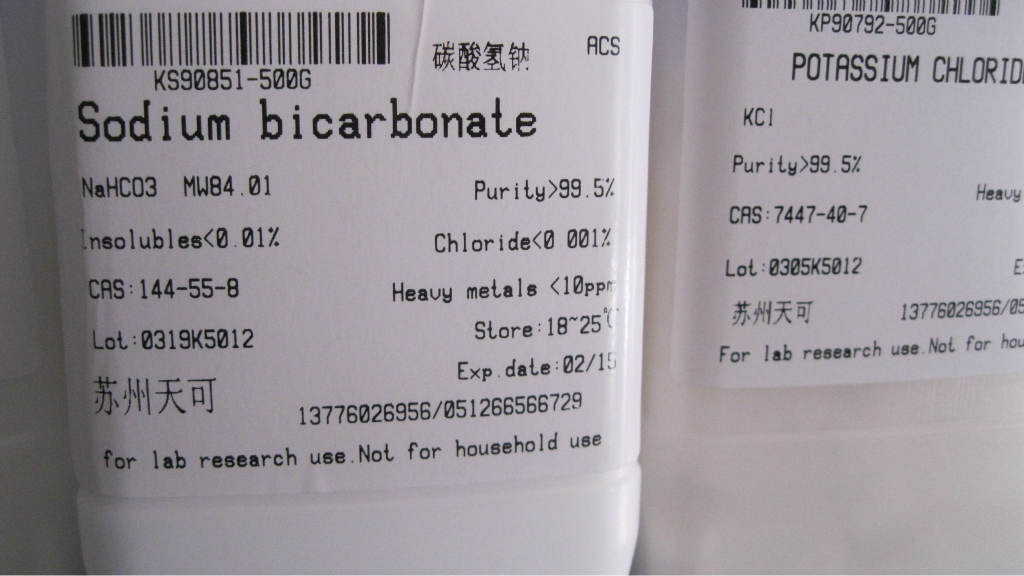 KS90851-500G
碳酸氢钠 ACS
Sodium bicarbonate
NaHCO3 MW84.01 Purity>99.5%
Insolubles<0.01% Chloride<0 001%
CAS:144-55-8 Heavy metals <10ppm
Lot:0319K5012 Store:18~25℃
Exp.date:02/15
苏州天可 13776026956/051266566729
for lab research use.Not for household use
KP90792-500G
POTASSIUM CHLORID
KCl
Purity>99.5%
Heavy
CAS:7447-40-7
Lot:0305K5012 E
苏州天可 13776026956/05
For lab research use.Not for hou